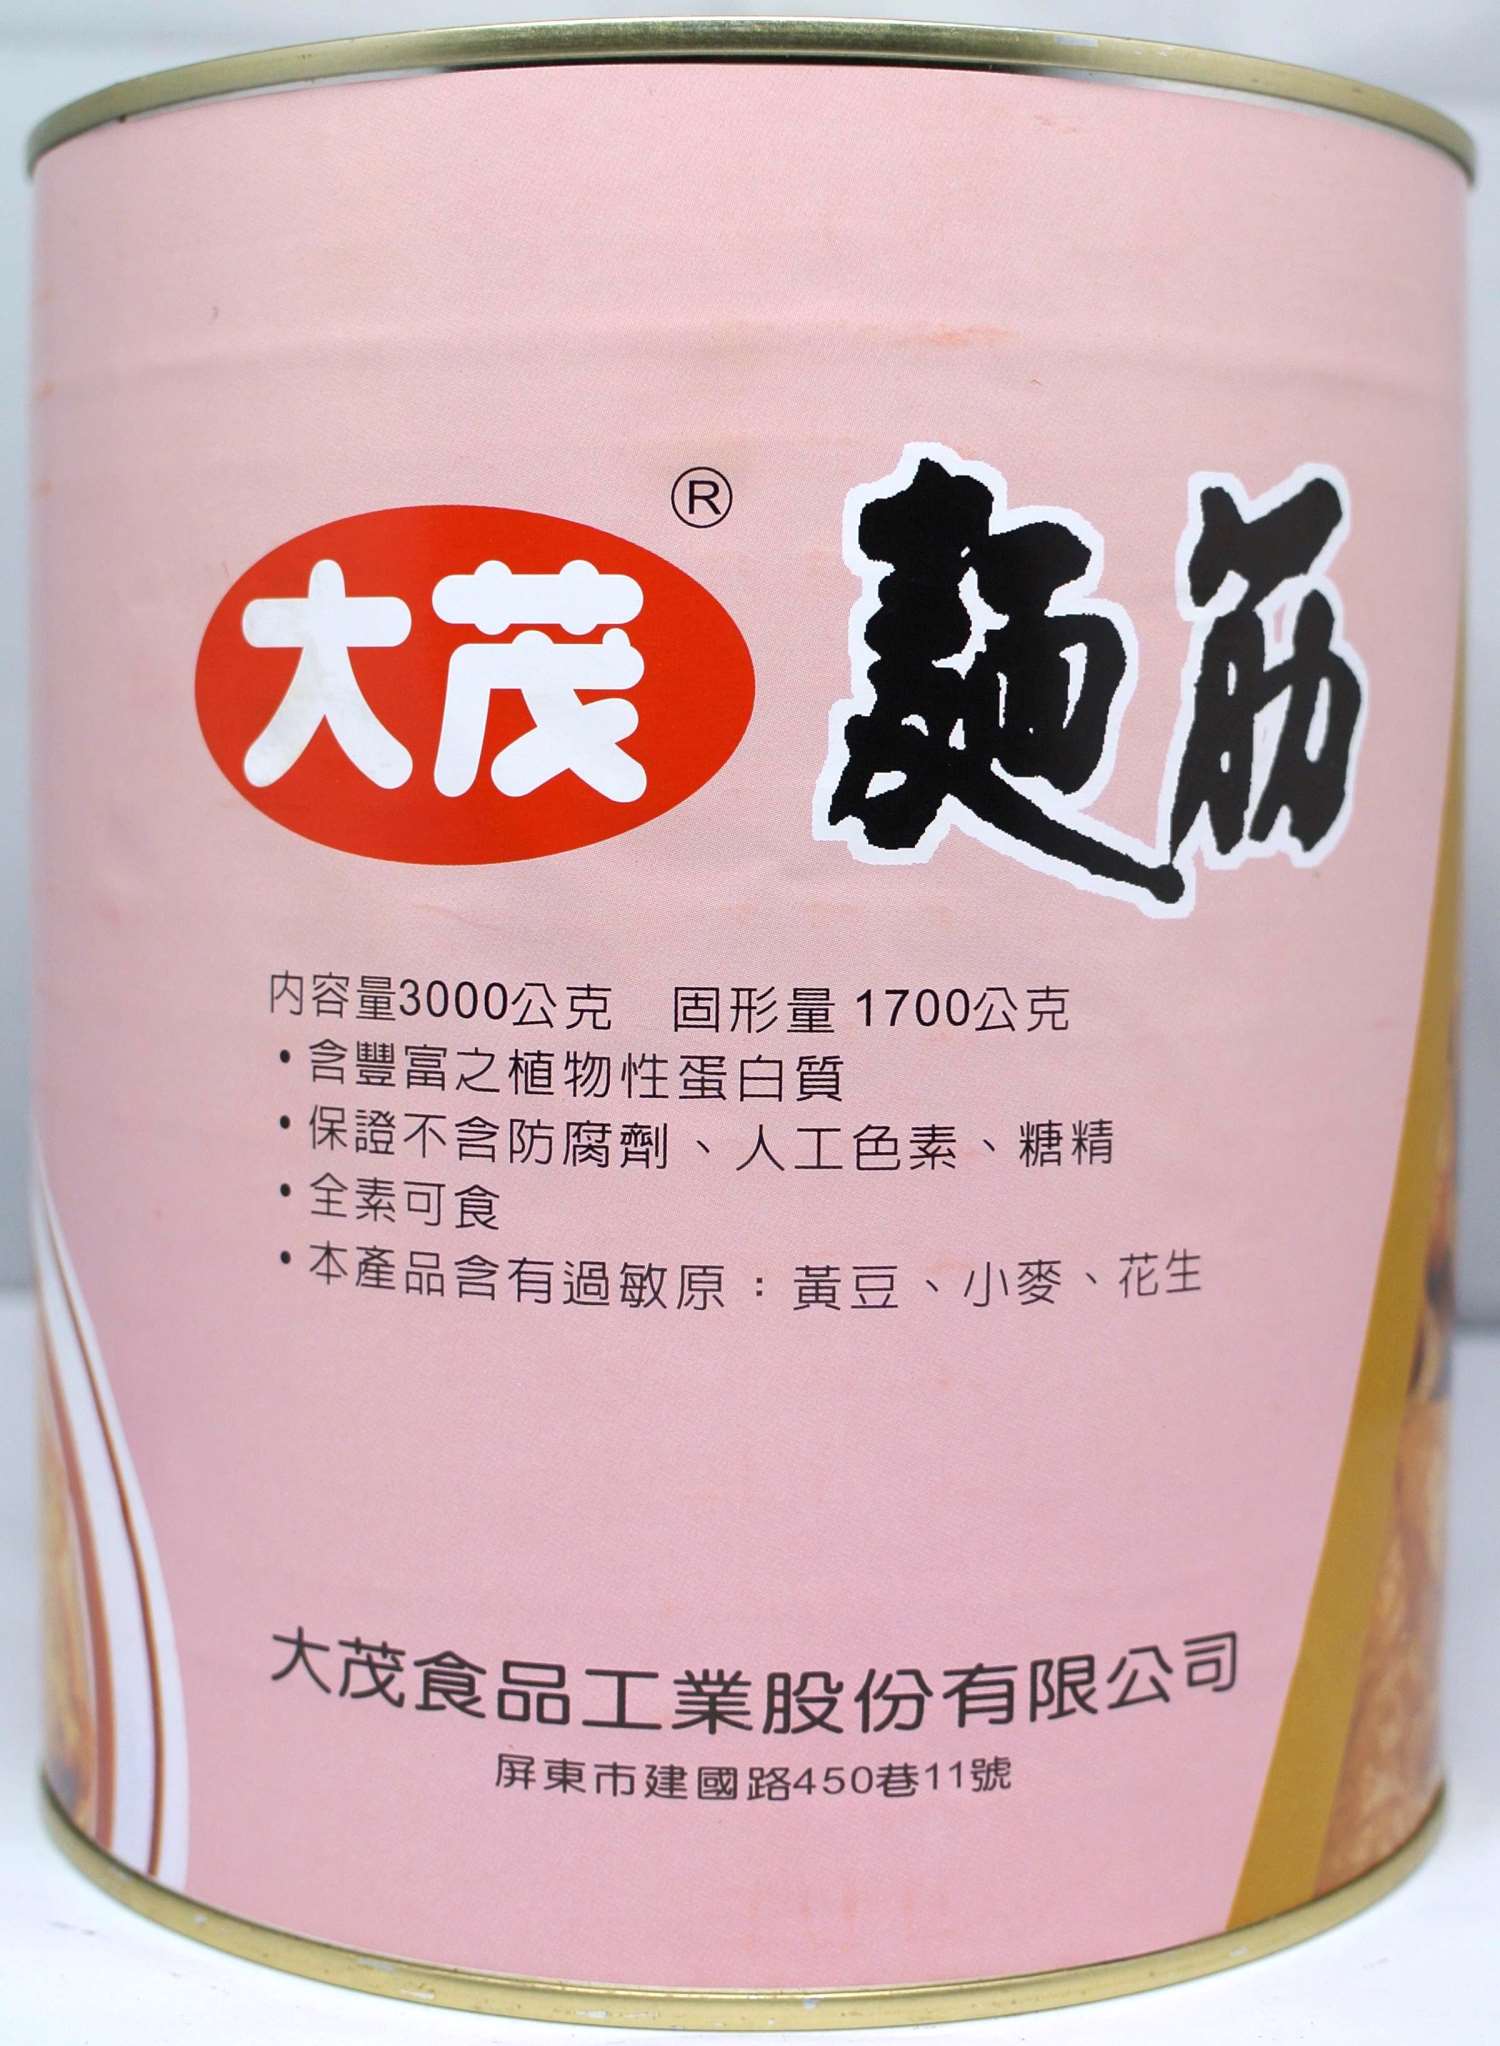 大茂® 麵筋
內容量3000公克 固形量1700公克
•含豐富之植物性蛋白質
•保證不含防腐劑、人工色素、糖精
•全素可食
•本產品含有過敏原：黃豆、小麥、花生
大茂食品工業股份有限公司
屏東市建國路450巷11號